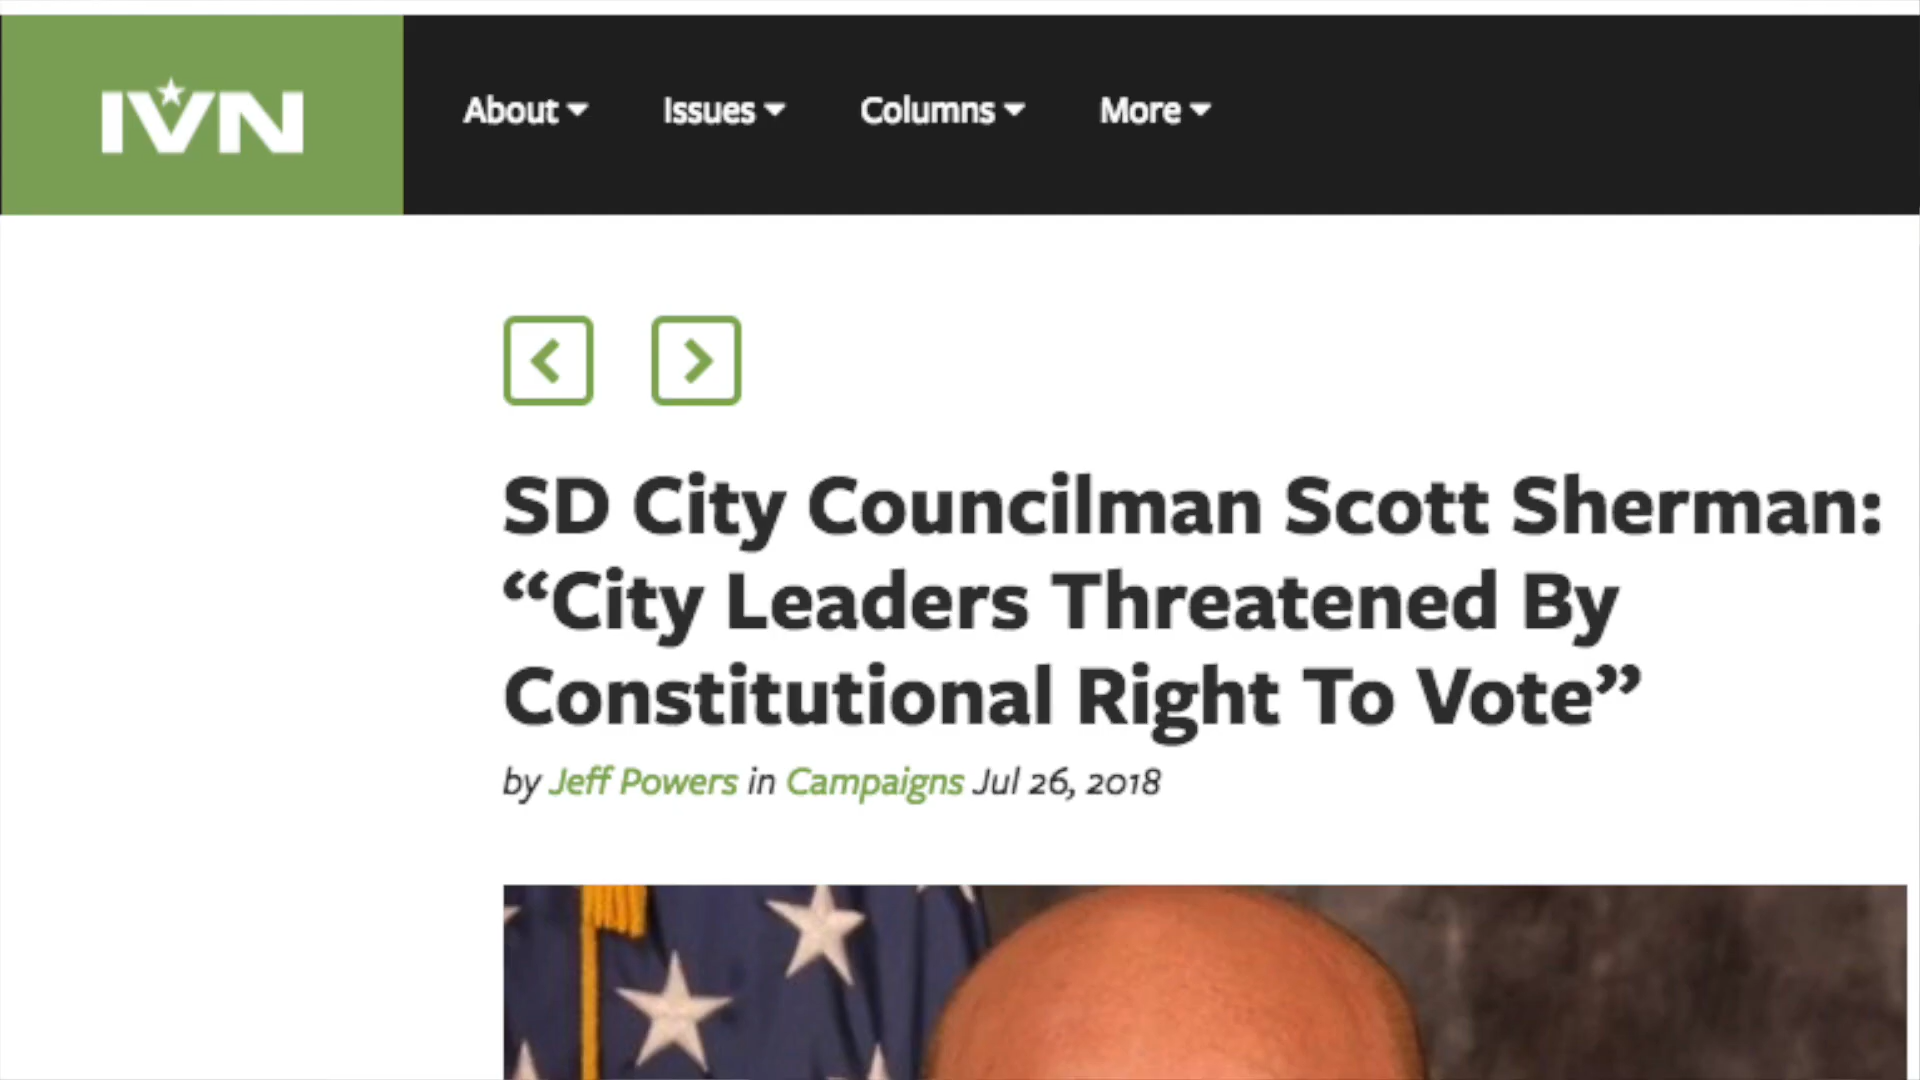 IVN
About
Issues
Columns
More
SD City Councilman Scott Sherman:
“City Leaders Threatened By
Constitutional Right To Vote”
by Jeff Powers in Campaigns Jul 26, 2018